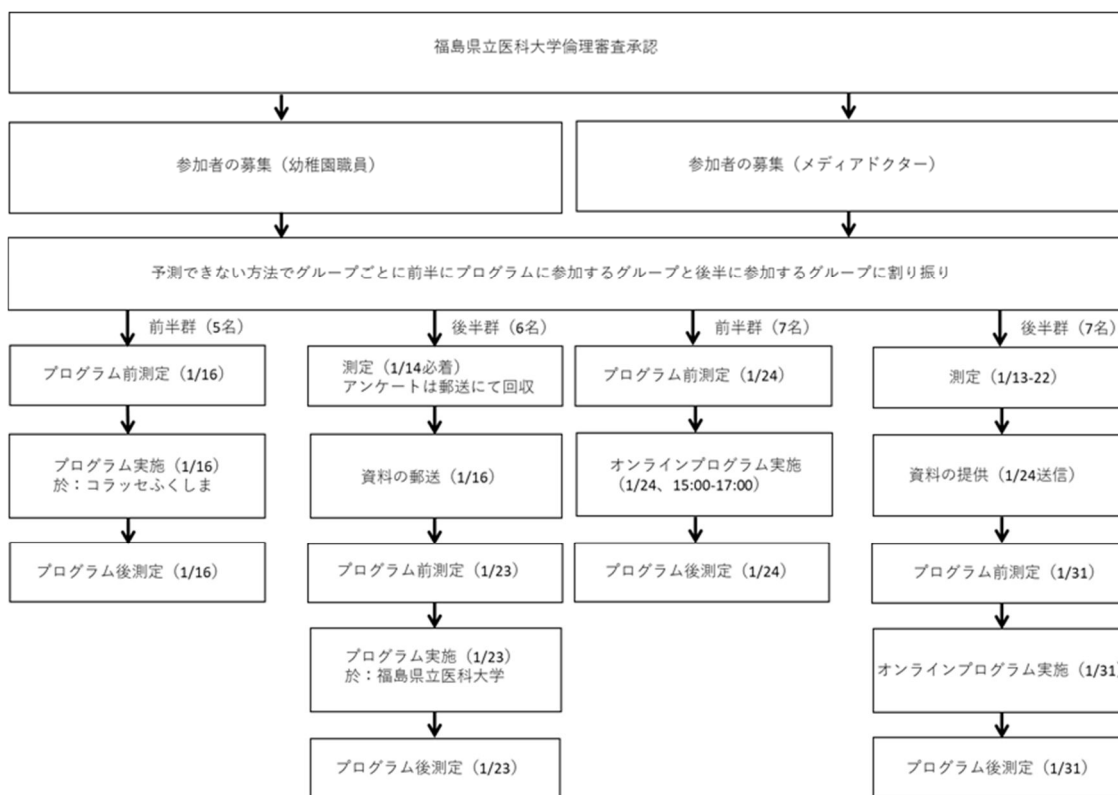 福島県立医科大学倫理審査承認
参加者の募集（幼稚園職員）
参加者の募集（メディアドクター）
予測できない方法でグループごとに前半にプログラムに参加するグループと後半に参加するグループに割り振り
前半群（5名）
後半群（6名）
前半群（7名）
後半群（7名）
プログラム前測定（1/16）
測定（1/14必着）
アンケートは郵送にて回収
プログラム前測定（1/24）
測定（1/13-22）
プログラム実施（1/16）
於：コラッセふくしま
資料の郵送（1/16）
オンラインプログラム実施
（1/24、15:00-17:00）
資料の提供（1/24送信）
プログラム後測定（1/16）
プログラム前測定（1/23）
プログラム後測定（1/24）
プログラム前測定（1/31）
プログラム実施（1/23）
於：福島県立医科大学
オンラインプログラム実施（1/31）
プログラム後測定（1/23）
プログラム後測定（1/31）